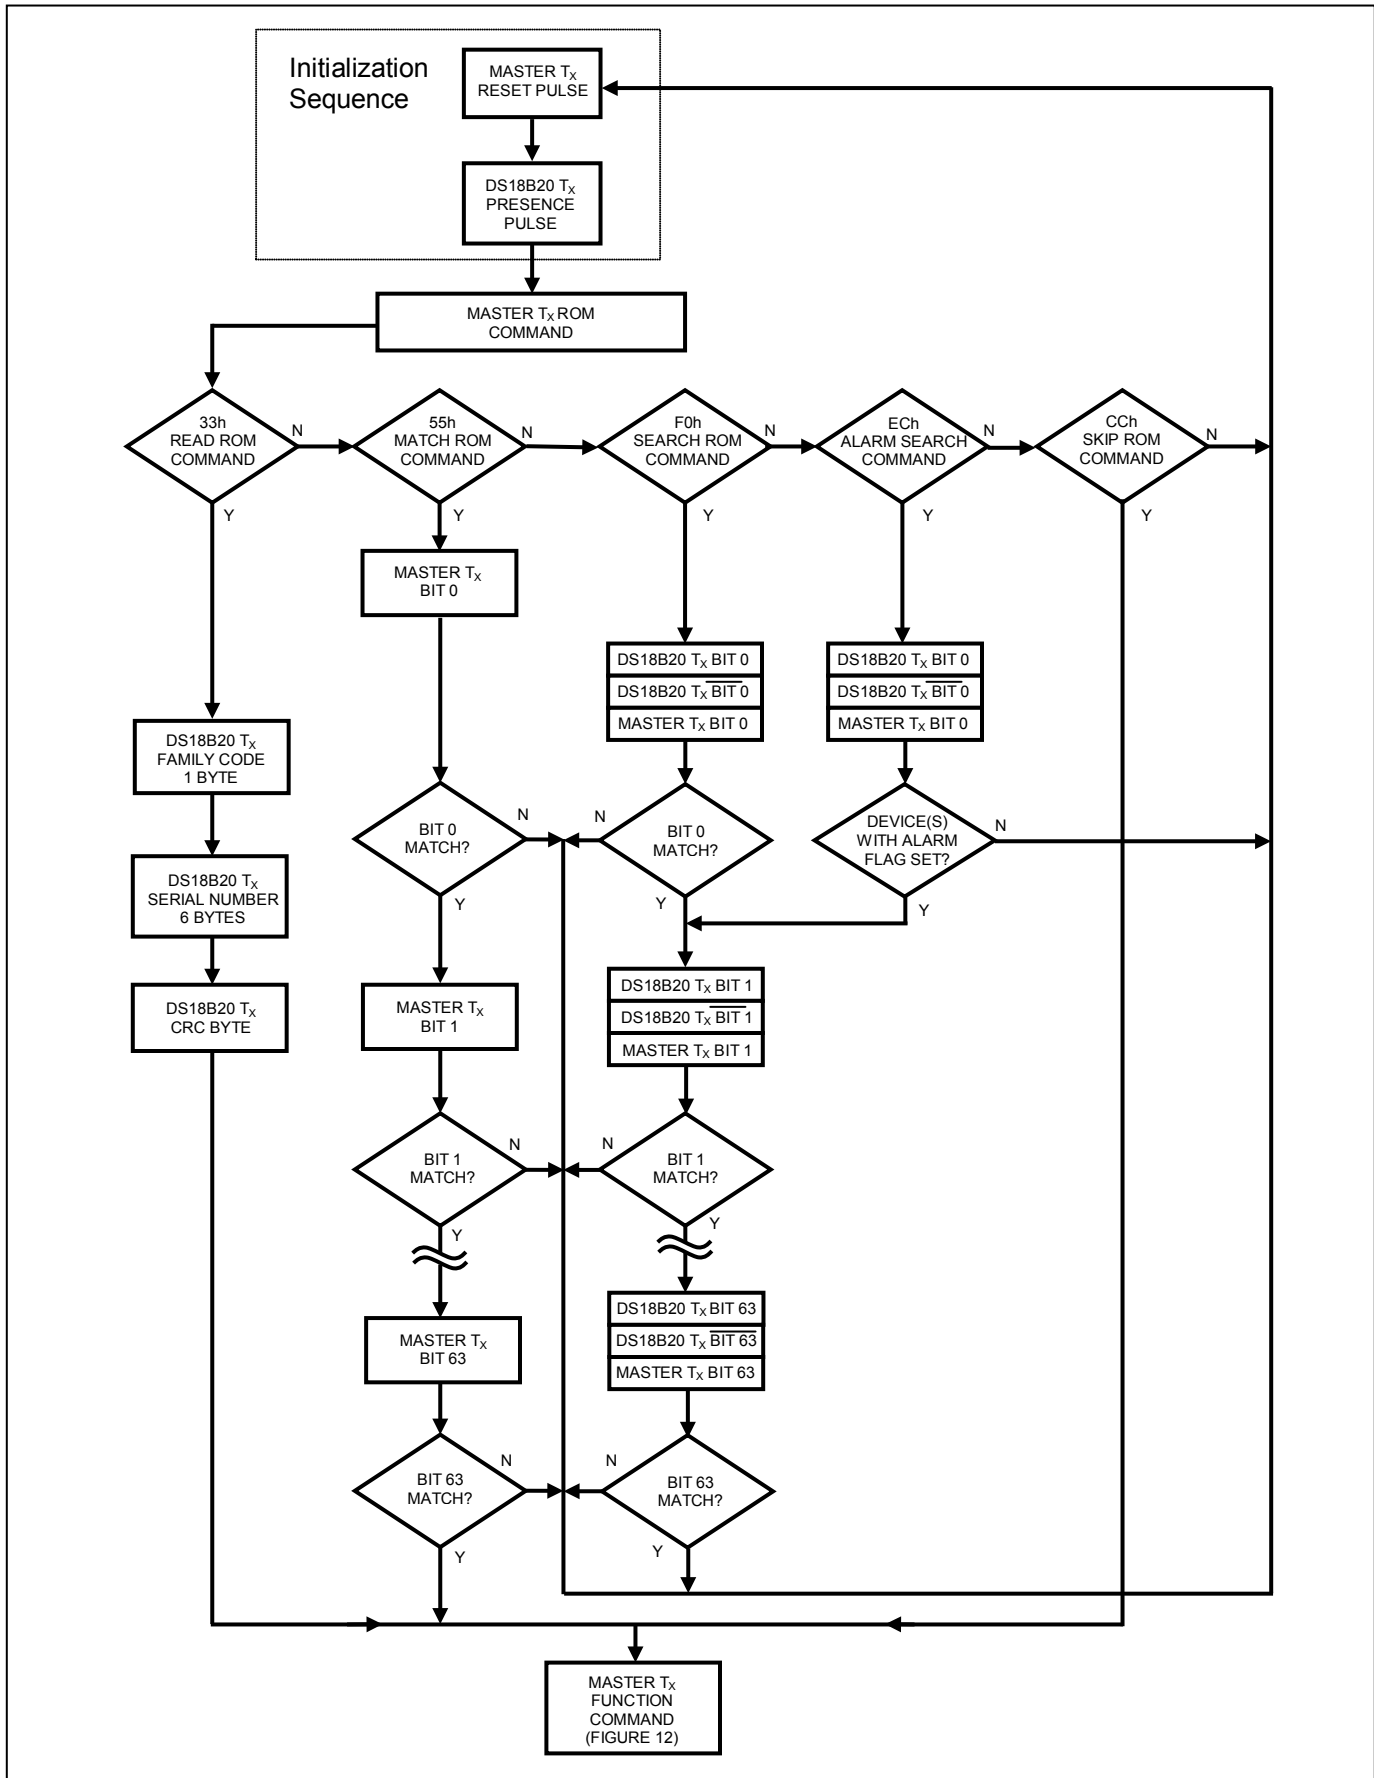 Initialization
Sequence
MASTER TX
RESET PULSE
DS18B20 TX
PRESENCE
PULSE
MASTER TX ROM
COMMAND
33h
READ ROM
COMMAND
N
Y
55h
MATCH ROM
COMMAND
N
Y
F0h
SEARCH ROM
COMMAND
N
Y
ECh
ALARM SEARCH
COMMAND
N
Y
CCh
SKIP ROM
COMMAND
N
Y
DS18B20 TX
FAMILY CODE
1 BYTE
DS18B20 TX
SERIAL NUMBER
6 BYTES
DS18B20 TX
CRC BYTE
MASTER TX
BIT 0
BIT 0
MATCH?
N
Y
MASTER TX
BIT 1
BIT 1
MATCH?
N
Y
MASTER TX
BIT 63
BIT 63
MATCH?
N
Y
DS18B20 TX BIT 0
DS18B20 TX BIT 0
MASTER TX BIT 0
BIT 0
MATCH?
N
Y
DS18B20 TX BIT 1
DS18B20 TX BIT 1
MASTER TX BIT 1
BIT 1
MATCH?
N
Y
DS18B20 TX BIT 63
DS18B20 TX BIT 63
MASTER TX BIT 63
BIT 63
MATCH?
N
Y
DS18B20 TX BIT 0
DS18B20 TX BIT 0
MASTER TX BIT 0
DEVICE(S)
WITH ALARM
FLAG SET?
N
Y
MASTER TX
FUNCTION
COMMAND
(FIGURE 12)